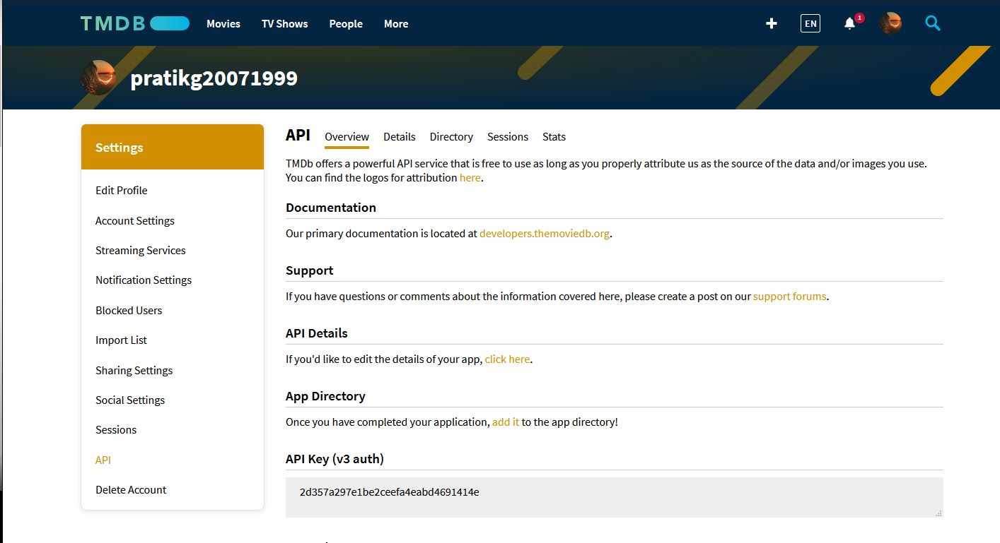 TMDB
Movies
TV Shows
People
More
EN
1
pratikg20071999
Settings
Edit Profile
Account Settings
Streaming Services
Notification Settings
Blocked Users
Import List
Sharing Settings
Social Settings
Sessions
API
Delete Account
API
Overview
Details
Directory
Sessions
Stats
TMDb offers a powerful API service that is free to use as long as you properly attribute us as the source of the data and/or images you use.
You can find the logos for attribution here.
Documentation
Our primary documentation is located at developers.themoviedb.org.
Support
If you have questions or comments about the information covered here, please create a post on our support forums.
API Details
If you'd like to edit the details of your app, click here.
App Directory
Once you have completed your application, add it to the app directory!
API Key (v3 auth)
2d357a297e1be2ceefa4eabd4691414e